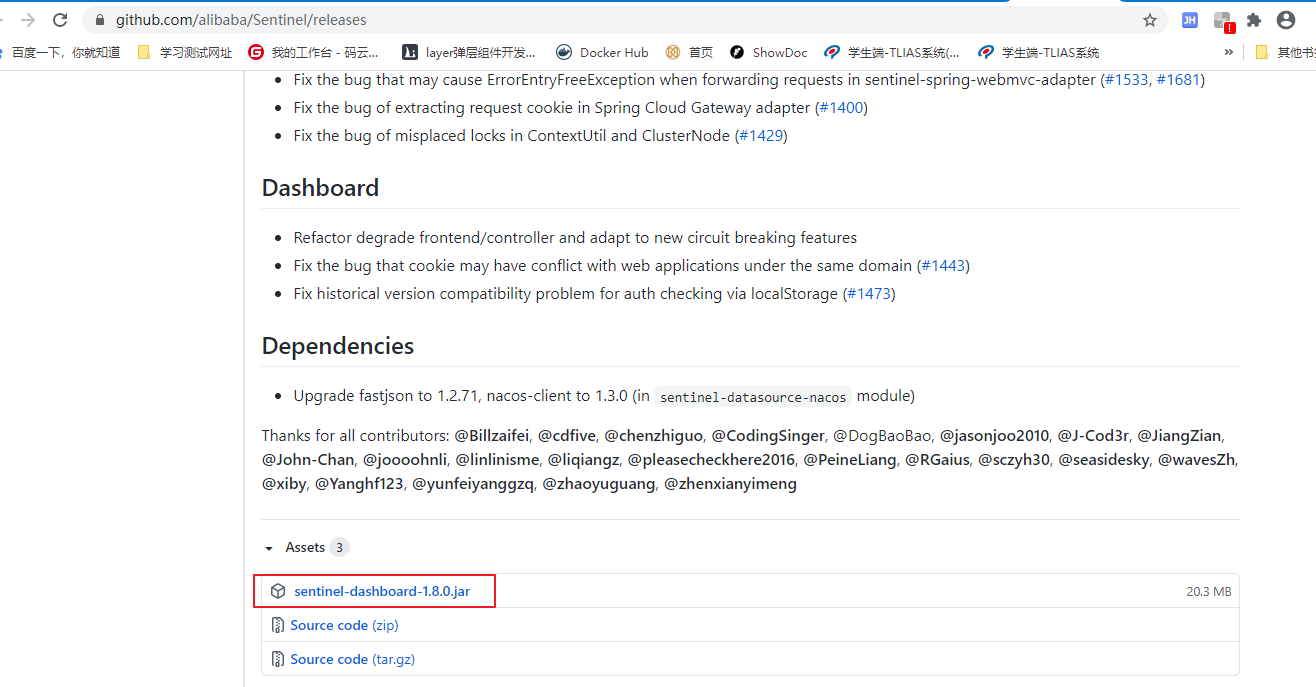 github.com/alibaba/Sentinel/releases
JH
百度一下，你就知道 学习测试网址 G 我的工作台 - 码云... layer弹层组件开发... Docker Hub 首页 ShowDoc 学生端-TLIAS系统(... 学生端-TLIAS系统 » 其他书
Fix the bug that may cause ErrorEntryFreeException when forwarding requests in sentinel-spring-webmvc-adapter (#1533, #1681)
Fix the bug of extracting request cookie in Spring Cloud Gateway adapter (#1400)
Fix the bug of misplaced locks in ContextUtil and ClusterNode (#1429)
Dashboard
Refactor degrade frontend/controller and adapt to new circuit breaking features
Fix the bug that cookie may have conflict with web applications under the same domain (#1443)
Fix historical version compatibility problem for auth checking via localStorage (#1473)
Dependencies
Upgrade fastjson to 1.2.71, nacos-client to 1.3.0 (in sentinel-datasource-nacos module)
Thanks for all contributors: @Billzaifei, @cdfive, @chenzhiguo, @CodingSinger, @DogBaoBao, @jasonjoo2010, @J-Cod3r, @JiangZian,
@John-Chan, @joooohnli, @linlinisme, @liqiangz, @pleasecheckhere2016, @PeineLiang, @RGaius, @sczyh30, @seasidesky, @wavesZh,
@xiby, @Yanghf123, @yunfeiyanggzq, @zhaoyuguang, @zhenxianyimeng
Assets 3
sentinel-dashboard-1.8.0.jar 20.3 MB
Source code (zip)
Source code (tar.gz)